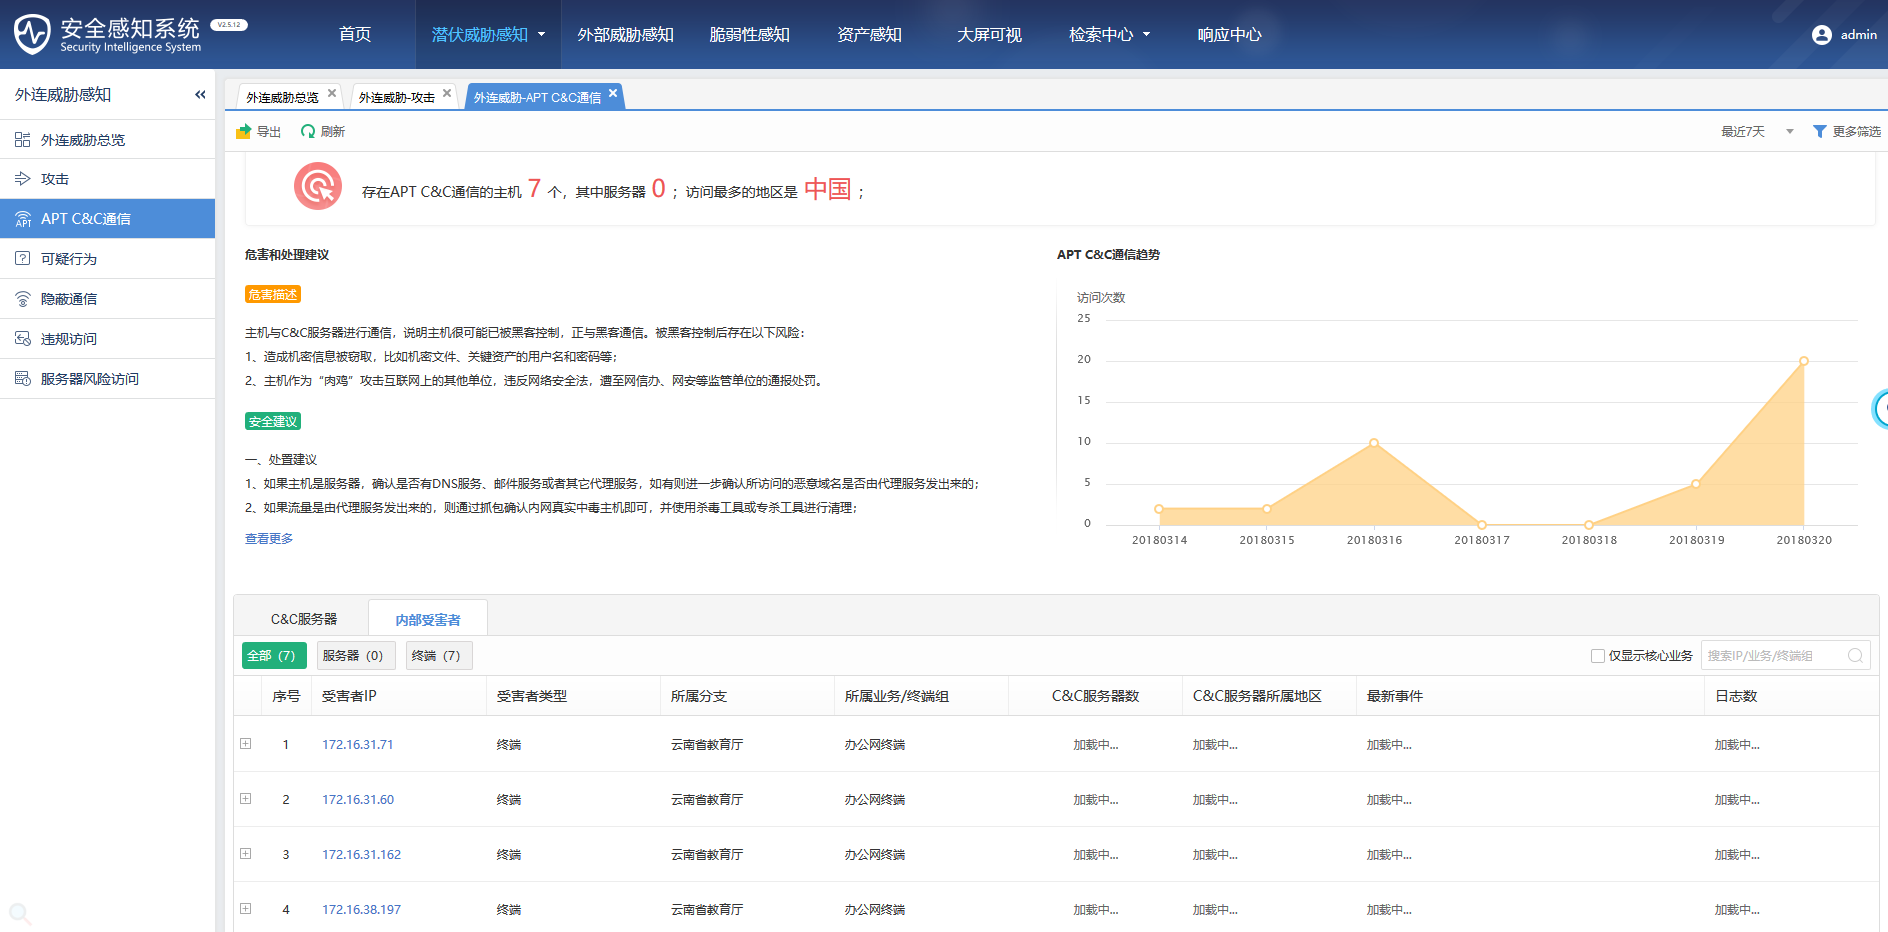 安全感知系统 V2.5.12
Security Intelligence System
首页 潜伏威胁感知 外部威胁感知 脆弱性感知 资产感知 大屏可视 检索中心 响应中心 admin
外连威胁感知 «
外连威胁总览
攻击
APT C&C通信
可疑行为
隐蔽通信
违规访问
服务器风险访问
外连威胁总览 × 外连威胁-攻击 × 外连威胁-APT C&C通信 ×
导出 刷新 最近7天 更多筛选
存在APT C&C通信的主机 7 个，其中服务器 0 ；访问最多的地区是 中国；
危害和处理建议
危害描述
主机与C&C服务器进行通信，说明主机很可能已被黑客控制，正与黑客通信。被黑客控制后存在以下风险：
1、造成机密信息被窃取，比如机密文件、关键资产的用户名和密码等；
2、主机作为“肉鸡”攻击互联网上的其他单位，违反网络安全法，遭至网信办、网安等监管单位的通报处罚。
安全建议
一、处置建议
1、如果主机是服务器，确认是否有DNS服务、邮件服务或者其它代理服务，如有则进一步确认所访问的恶意域名是否由代理服务发出来的；
2、如果流量是由代理服务发出来的，则通过抓包确认内网真实中毒主机即可，并使用杀毒工具或专杀工具进行清理；
查看更多
APT C&C通信趋势
访问次数
25
20
15
10
5
0
20180314 20180315 20180316 20180317 20180318 20180319 20180320
C&C服务器 内部受害者
全部（7） 服务器（0） 终端（7） 仅显示核心业务 搜索IP/业务/终端组
序号 受害者IP 受害者类型 所属分支 所属业务/终端组 C&C服务器数 C&C服务器所属地区 最新事件 日志数
1 172.16.31.71 终端 云南省教育厅 办公网终端 加载中... 加载中... 加载中... 加载中...
2 172.16.31.60 终端 云南省教育厅 办公网终端 加载中... 加载中... 加载中... 加载中...
3 172.16.31.162 终端 云南省教育厅 办公网终端 加载中... 加载中... 加载中... 加载中...
4 172.16.38.197 终端 云南省教育厅 办公网终端 加载中... 加载中... 加载中... 加载中...